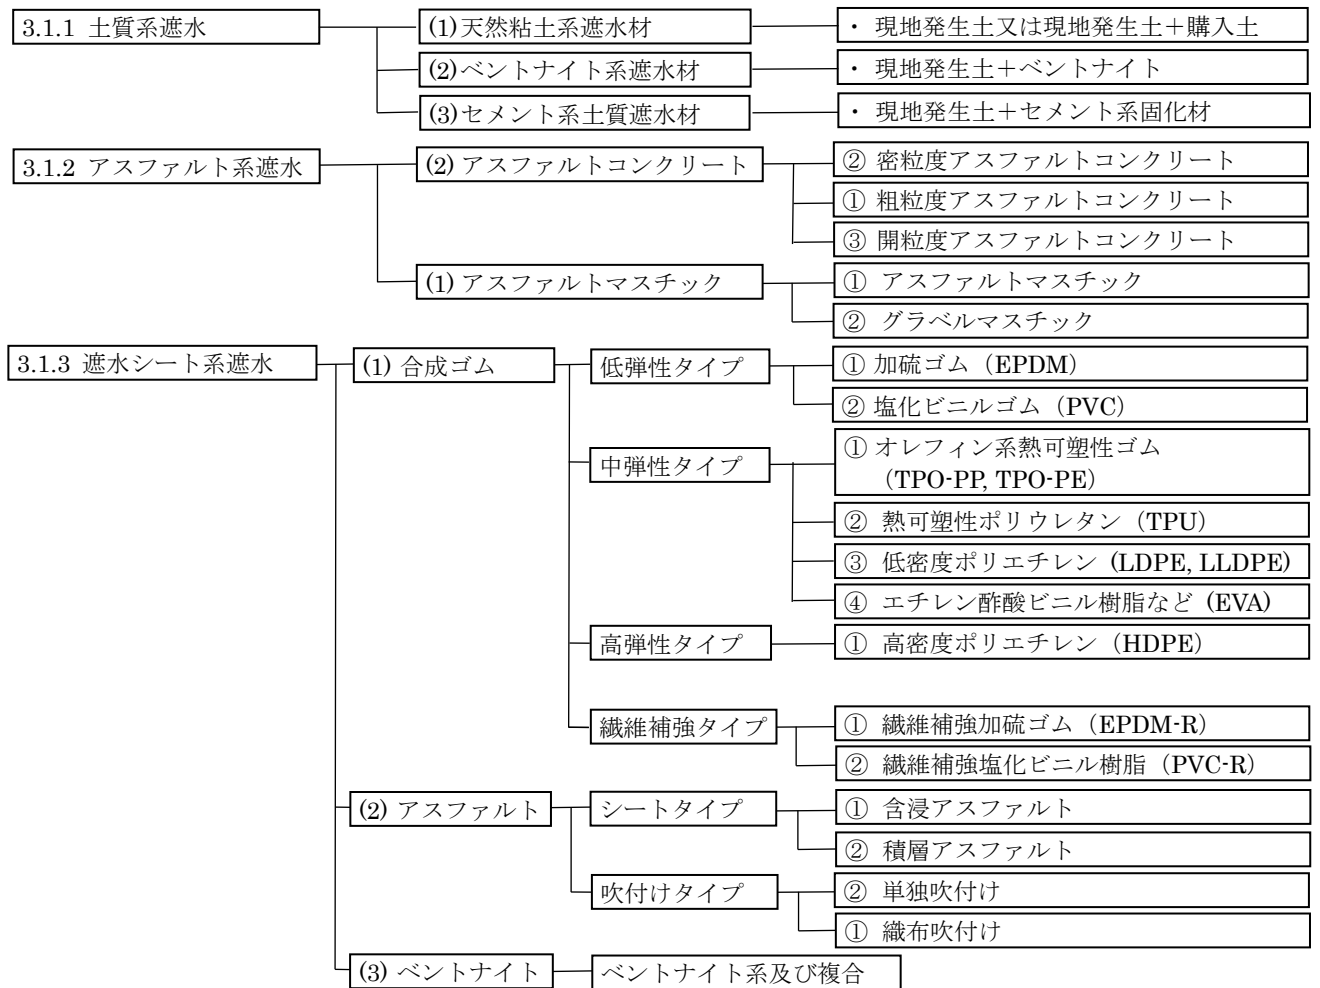 3.1.1 土質系遮水
(1)天然粘土系遮水材
・ 現地発生土又は現地発生土+購入土
(2)ベントナイト系遮水材
・ 現地発生土+ベントナイト
(3)セメント系土質遮水材
・ 現地発生土+セメント系固化材
3.1.2 アスファルト系遮水
(2) アスファルトコンクリート
② 密粒度アスファルトコンクリート
① 粗粒度アスファルトコンクリート
③ 開粒度アスファルトコンクリート
(1) アスファルトマスチック
① アスファルトマスチック
② グラベルマスチック
3.1.3 遮水シート系遮水
(1) 合成ゴム
低弾性タイプ
① 加硫ゴム(EPDM)
② 塩化ビニルゴム(PVC)
中弾性タイプ
① オレフィン系熱可塑性ゴム
(TPO-PP, TPO-PE)
② 熱可塑性ポリウレタン(TPU)
③ 低密度ポリエチレン (LDPE, LLDPE)
④ エチレン酢酸ビニル樹脂など (EVA)
高弾性タイプ
① 高密度ポリエチレン(HDPE)
繊維補強タイプ
① 繊維補強加硫ゴム(EPDM-R)
② 繊維補強塩化ビニル樹脂(PVC-R)
(2) アスファルト
シートタイプ
① 含浸アスファルト
② 積層アスファルト
吹付けタイプ
② 単独吹付け
① 織布吹付け
(3) ベントナイト
ベントナイト系及び複合